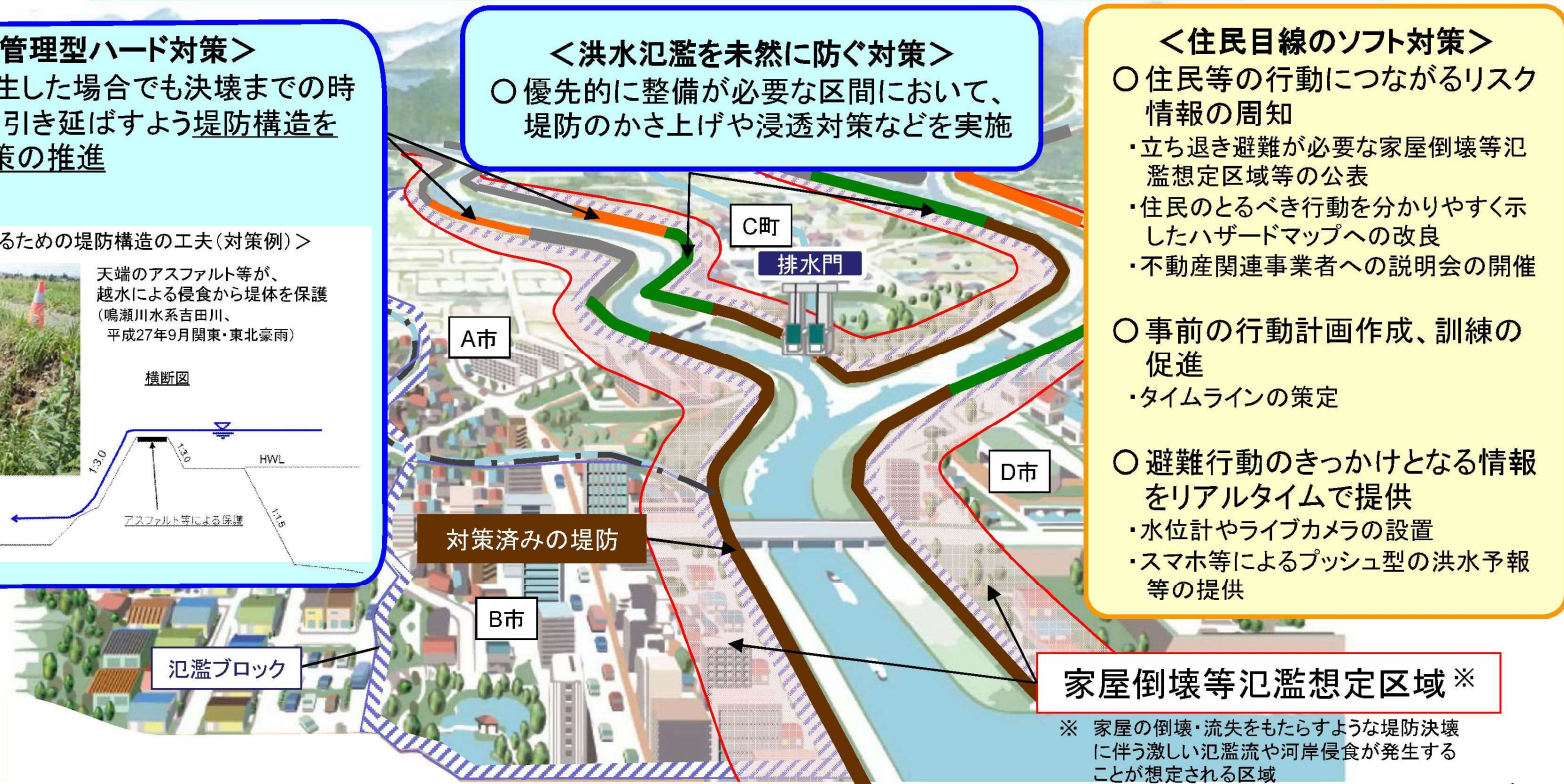 管理型ハード対策＞
生した場合でも決壊までの時
引き延ばすよう堤防構造を
策の推進
るための堤防構造の工夫(対策例)＞
天端のアスファルト等が、
越水による侵食から堤体を保護
(鳴瀬川水系吉田川、
平成27年9月関東・東北豪雨)
横断図
1:3.0
1:3.0
HWL
1:1.5
アスファルト等による保護
＜洪水氾濫を未然に防ぐ対策＞
○優先的に整備が必要な区間において、
堤防のかさ上げや浸透対策などを実施
＜住民目線のソフト対策＞
○住民等の行動につながるリスク
情報の周知
・立ち退き避難が必要な家屋倒壊等氾
濫想定区域等の公表
・住民のとるべき行動を分かりやすく示
したハザードマップへの改良
・不動産関連事業者への説明会の開催
○事前の行動計画作成、訓練の
促進
・タイムラインの策定
○避難行動のきっかけとなる情報
をリアルタイムで提供
・水位計やライブカメラの設置
・スマホ等によるプッシュ型の洪水予報
等の提供
C町
排水門
A市
D市
対策済みの堤防
B市
氾濫ブロック
家屋倒壊等氾濫想定区域※
※ 家屋の倒壊・流失をもたらすような堤防決壊
に伴う激しい氾濫流や河岸侵食が発生する
ことが想定される区域